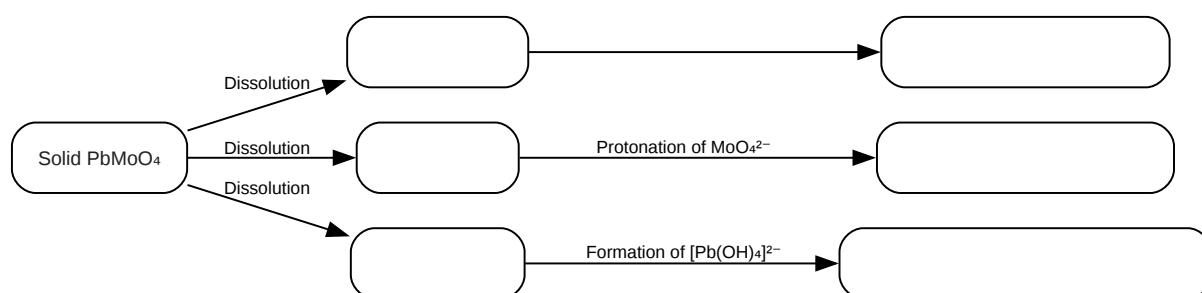 Dissolution
Solid PbMoO₄
Dissolution
Protonation of MoO₄²⁻
Dissolution
Formation of [Pb(OH)₄]²⁻